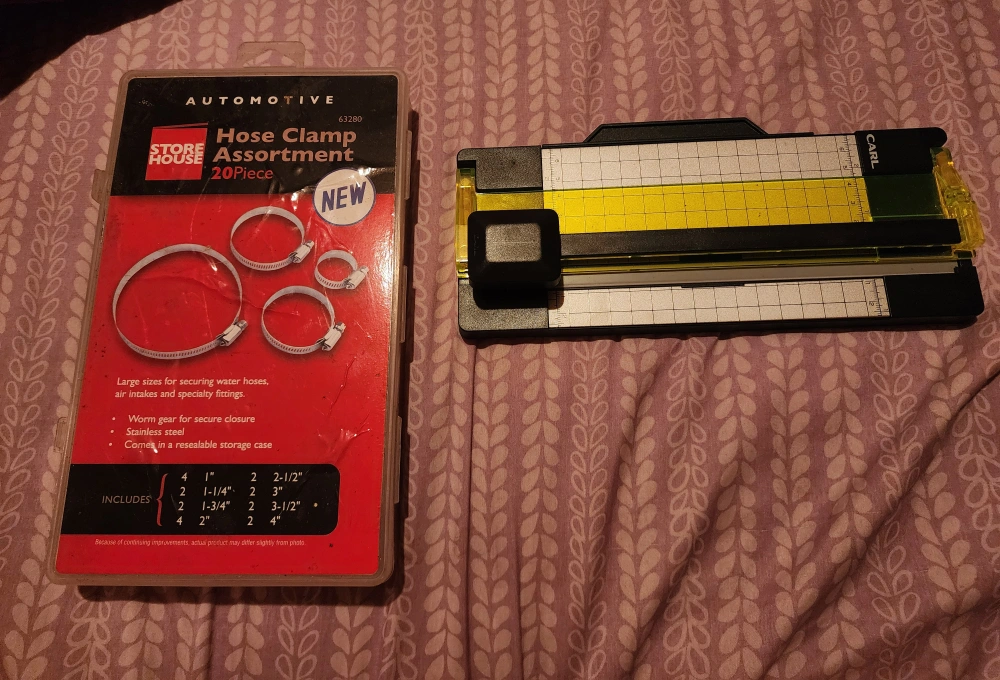 AUTOMOTIVE
63280
STORE
HOUSE
Hose Clamp
Assortment
20Piece
NEW
Large sizes for securing water hoses,
air intakes and specialty fittings.
• Worm gear for secure closure
• Stainless steel
• Comes in a resealable storage case
INCLUDES
4 1" 2 2-1/2"
2 1-1/4" 2 3"
2 1-3/4" 2 3-1/2"
4 2" 2 4"
Because of continuing improvements, actual product may differ slightly from photo.
CARL